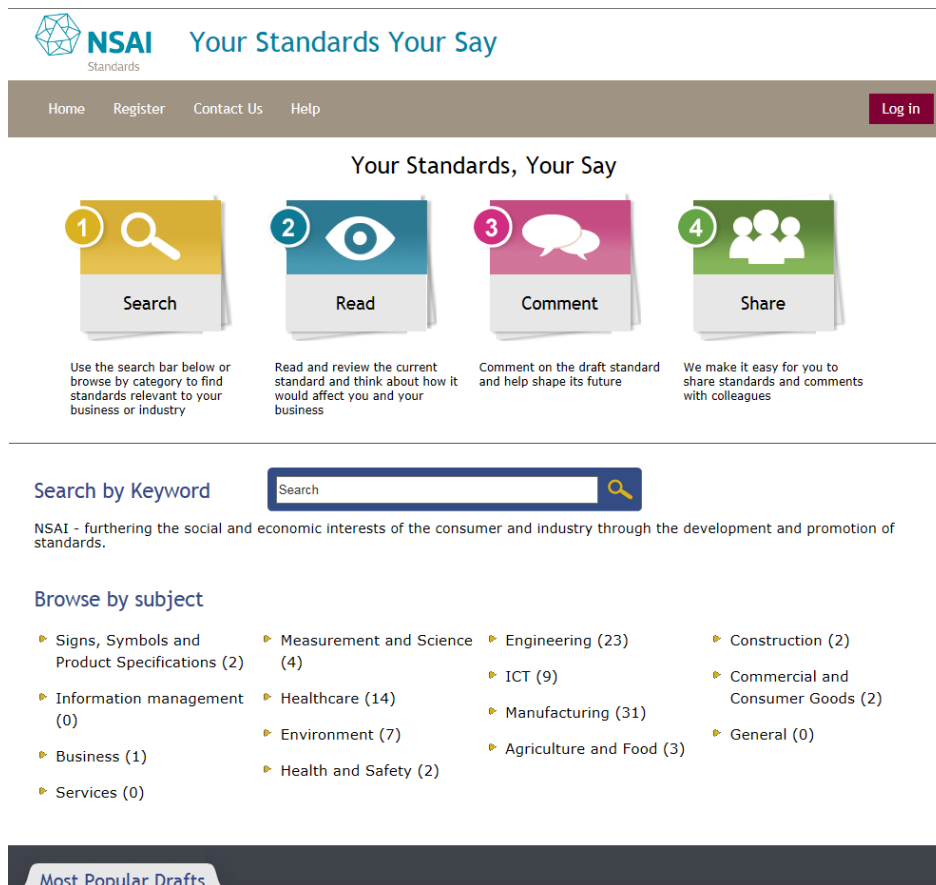 NSAI
Standards
Your Standards Your Say
Home Register Contact Us Help
Log in
Your Standards, Your Say
1
Search
Use the search bar below or
browse by category to find
standards relevant to your
business or industry
2
Read
Read and review the current
standard and think about how it
would affect you and your
business
3
Comment
Comment on the draft standard
and help shape its future
4
Share
We make it easy for you to
share standards and comments
with colleagues
Search by Keyword
Search
NSAI - furthering the social and economic interests of the consumer and industry through the development and promotion of
standards.
Browse by subject
Signs, Symbols and
Product Specifications (2)
Information management
(0)
Business (1)
Services (0)
Measurement and Science
(4)
Healthcare (14)
Environment (7)
Health and Safety (2)
Engineering (23)
ICT (9)
Manufacturing (31)
Agriculture and Food (3)
Construction (2)
Commercial and
Consumer Goods (2)
General (0)
Most Popular Drafts